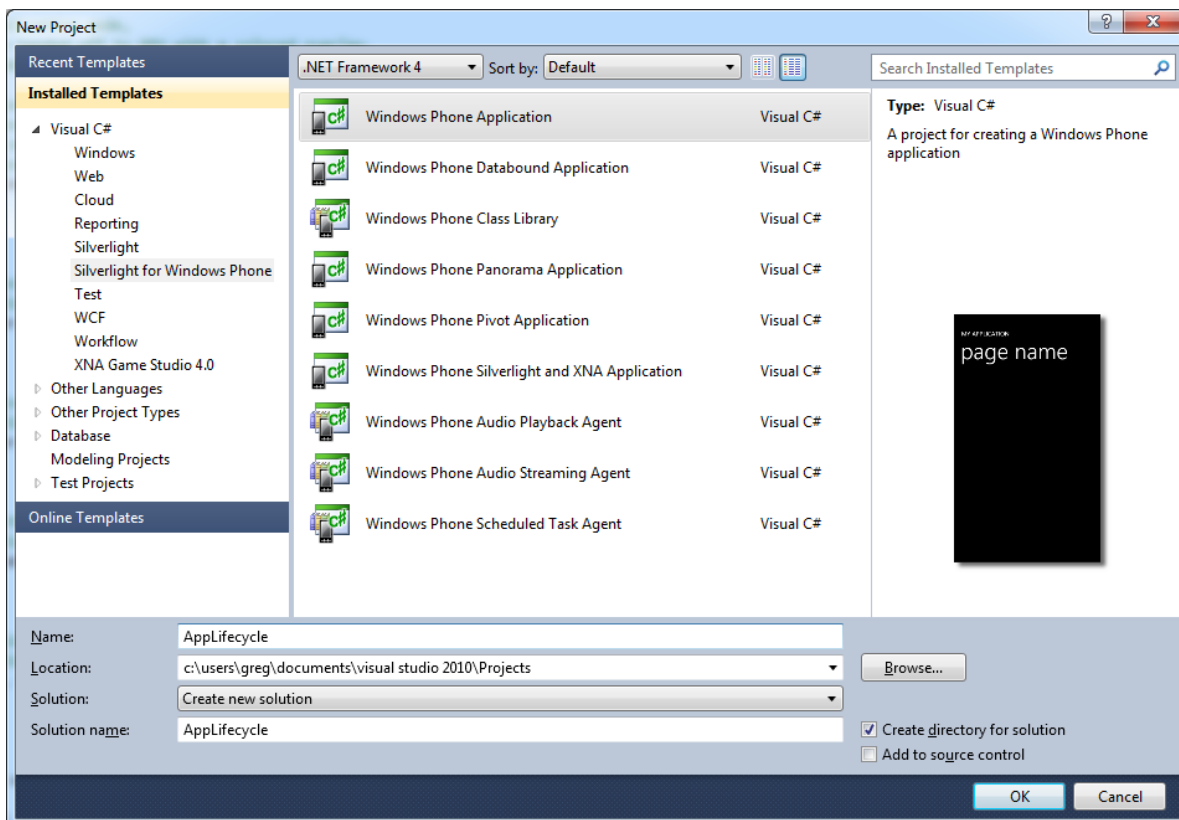 New Project
Recent Templates
Installed Templates
Visual C#
Windows
Web
Cloud
Reporting
Silverlight
Silverlight for Windows Phone
Test
WCF
Workflow
XNA Game Studio 4.0
Other Languages
Other Project Types
Database
Modeling Projects
Test Projects
Online Templates
.NET Framework 4 Sort by: Default
Windows Phone Application Visual C#
Windows Phone Databound Application Visual C#
Windows Phone Class Library Visual C#
Windows Phone Panorama Application Visual C#
Windows Phone Pivot Application Visual C#
Windows Phone Silverlight and XNA Application Visual C#
Windows Phone Audio Playback Agent Visual C#
Windows Phone Audio Streaming Agent Visual C#
Windows Phone Scheduled Task Agent Visual C#
Search Installed Templates
Type: Visual C#
A project for creating a Windows Phone
application
MY APPLICATION
page name
Name: AppLifecycle
Location: c:\users\greg\documents\visual studio 2010\Projects
Browse...
Solution: Create new solution
Solution name: AppLifecycle
Create directory for solution
Add to source control
OK Cancel